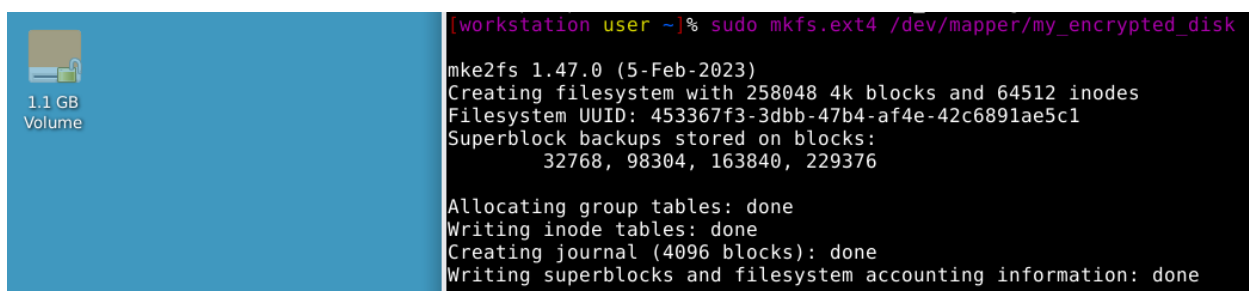 1.1 GB
Volume
[workstation user ~]% sudo mkfs.ext4 /dev/mapper/my_encrypted_disk
mke2fs 1.47.0 (5-Feb-2023)
Creating filesystem with 258048 4k blocks and 64512 inodes
Filesystem UUID: 453367f3-3dbb-47b4-af4e-42c6891ae5c1
Superblock backups stored on blocks:
32768, 98304, 163840, 229376
Allocating group tables: done
Writing inode tables: done
Creating journal (4096 blocks): done
Writing superblocks and filesystem accounting information: done